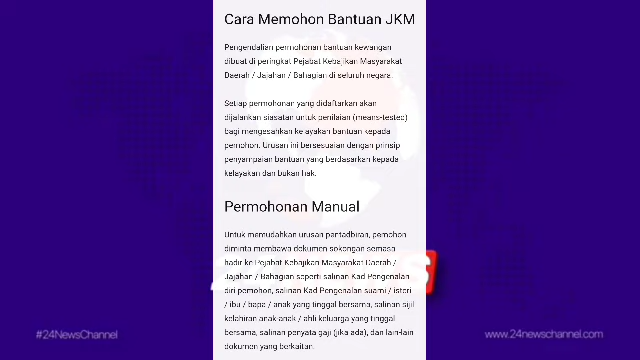 Cara Memohon Bantuan JKM
Pengendalian permohonan bantuan kewangan
dibuat di peringkat Pejabat Kebajikan Masyarakat
Daerah / Jajahan / Bahagian di seluruh negara.
Setiap permohonan yang didaftarkan akan
dijalankan siasatan untuk penilaian (means-tested)
bagi mengesahkan kelayakan bantuan kepada
pemohon. Urusan ini bersesuaian dengan prinsip
penyampaian bantuan yang berdasarkan kepada
kelayakan dan bukan hak.
Permohonan Manual
Untuk memudahkan urusan pentadbiran, pemohon
diminta membawa dokumen sokongan semasa
hadir ke Pejabat Kebajikan Masyarakat Daerah /
Jajahan / Bahagian seperti salinan Kad Pengenalan
diri pemohon, salinan Kad Pengenalan suami / isteri
/ ibu / bapa / anak yang tinggal bersama, salinan sijil
kelahiran anak-anak / ahli keluarga yang tinggal
bersama, salinan penyata gaji (jika ada), dan lain-lain
dokumen yang berkaitan.
#24NewsChannel
www.24newschannel.com